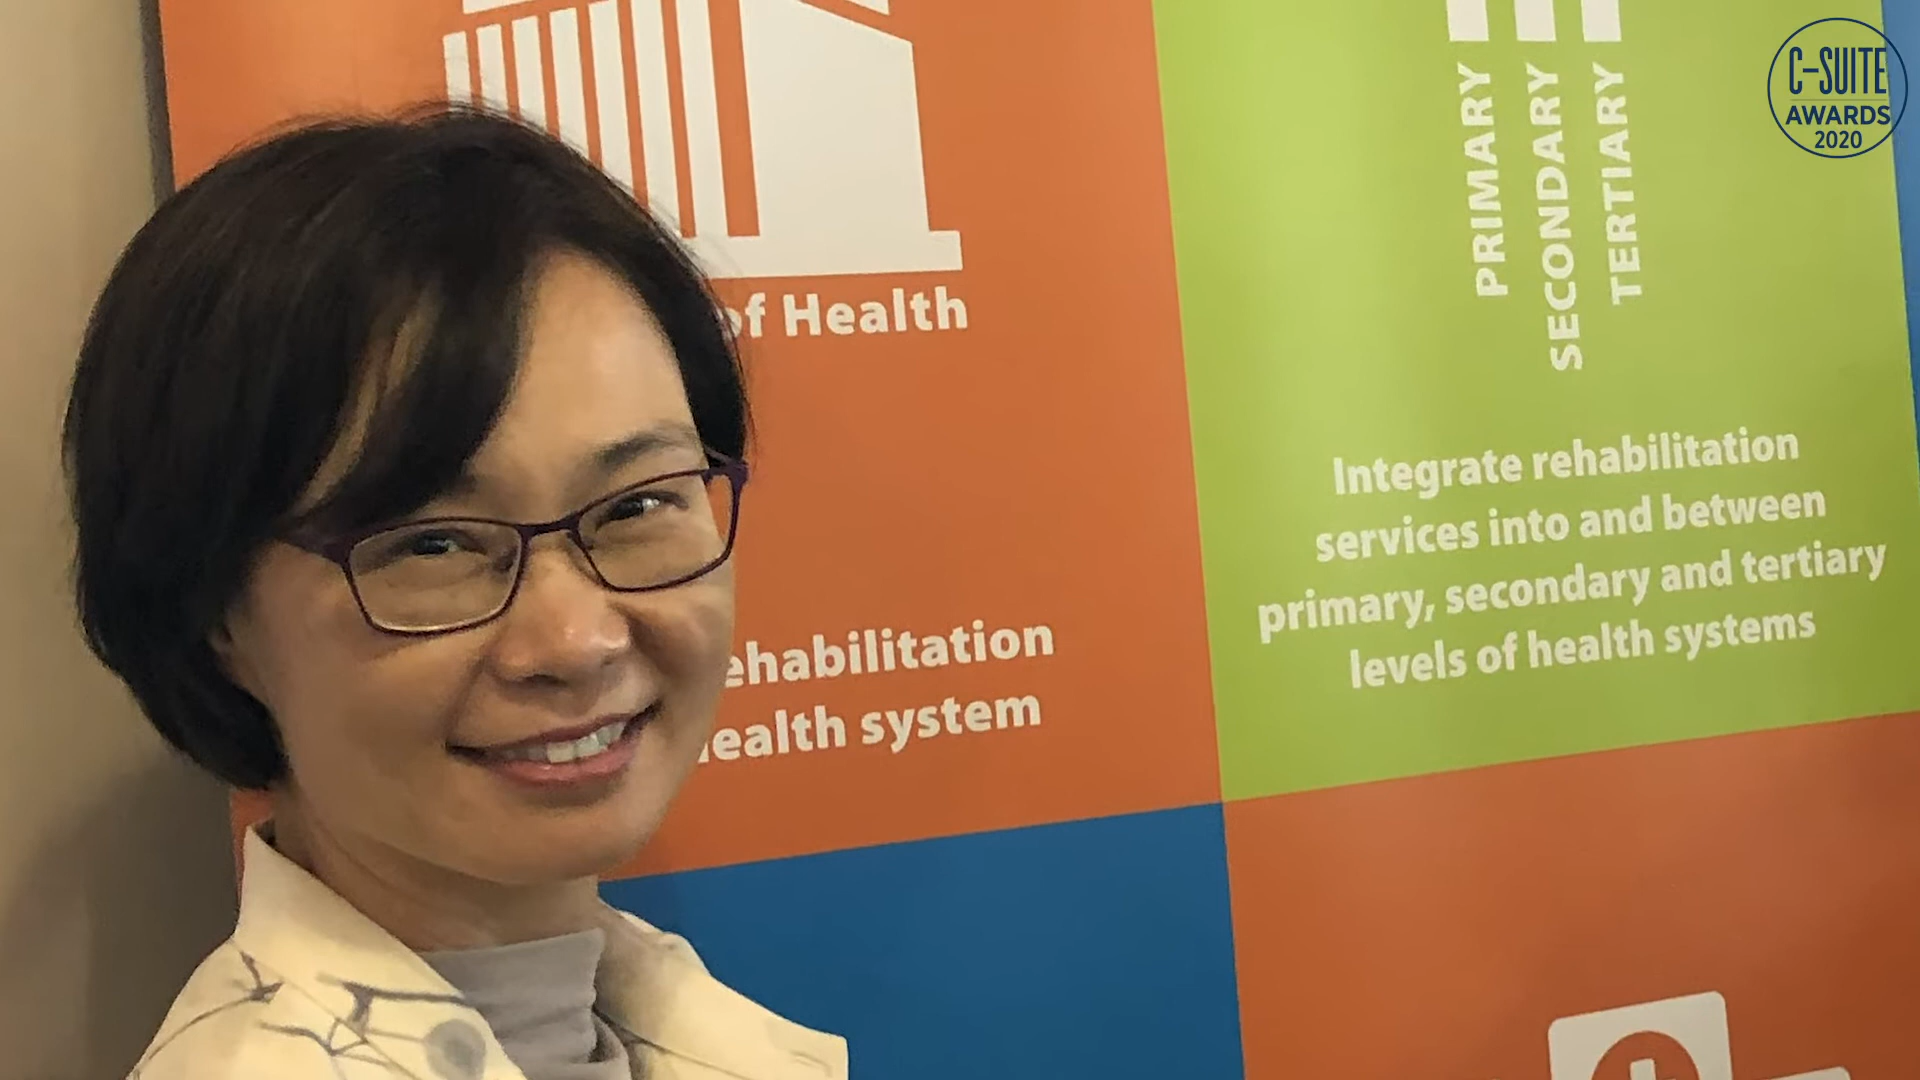 C-SUITE
AWARDS
2020
PRIMARY
SECONDARY
TERTIARY
of Health
Integrate rehabilitation
services into and between
primary, secondary and tertiary
levels of health systems
ehabilitation
ealth system